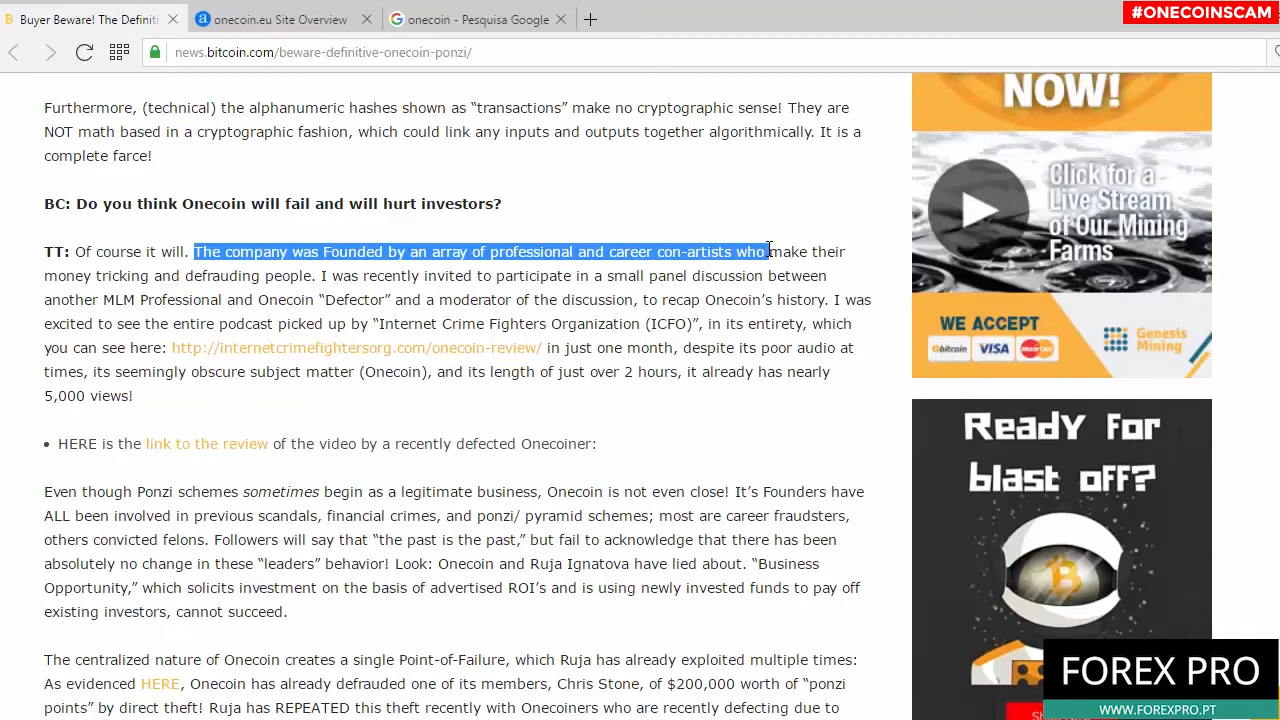 Buyer Beware! The Definiti
onecoin.eu Site Overview
onecoin - Pesquisa Google
#ONECOINSCAM
news.bitcoin.com/beware-definitive-onecoin-ponzi/
Furthermore, (technical) the alphanumeric hashes shown as “transactions” make no cryptographic sense! They are
NOT math based in a cryptographic fashion, which could link any inputs and outputs together algorithmically. It is a
complete farce!
BC: Do you think Onecoin will fail and will hurt investors?
TT: Of course it will. The company was Founded by an array of professional and career con-artists who make their
money tricking and defrauding people. I was recently invited to participate in a small panel discussion between
another MLM Professional and Onecoin “Defector” and a moderator of the discussion, to recap Onecoin’s history. I was
excited to see the entire podcast picked up by “Internet Crime Fighters Organization (ICFO)”, in its entirety, which
you can see here: http://internetcrimefightersorg.com/onecoin-review/ in just one month, despite its poor audio at
times, its seemingly obscure subject matter (Onecoin), and its length of just over 2 hours, it already has nearly
5,000 views!
• HERE is the link to the review of the video by a recently defected Onecoiner:
Even though Ponzi schemes sometimes begin as a legitimate business, Onecoin is not even close! It’s Founders have
ALL been involved in previous scandals, financial crimes, and ponzi/ pyramid schemes; most are career fraudsters,
others convicted felons. Followers will say that “the past is the past,” but fail to acknowledge that there has been
absolutely no change in these “leaders” behavior! Look: Onecoin and Ruja Ignatova have lied about. “Business
Opportunity,” which solicits investment on the basis of advertised ROI’s and is using newly invested funds to pay off
existing investors, cannot succeed.
The centralized nature of Onecoin creates a single Point-of-Failure, which Ruja has already exploited multiple times:
As evidenced HERE, Onecoin has already defruded one of its members, Chris Stone, of $200,000 worth of “ponzi
points” by direct theft! Ruja has REPEATED this theft recently with Onecoiners who are recently defecting due to
NOW!
Click for a
Live Stream
of Our Mining
Farms
WE ACCEPT
bitcoin VISA MasterCard
Genesis
Mining
Ready for
blast off?
FOREX PRO
WWW.FOREXPRO.PT